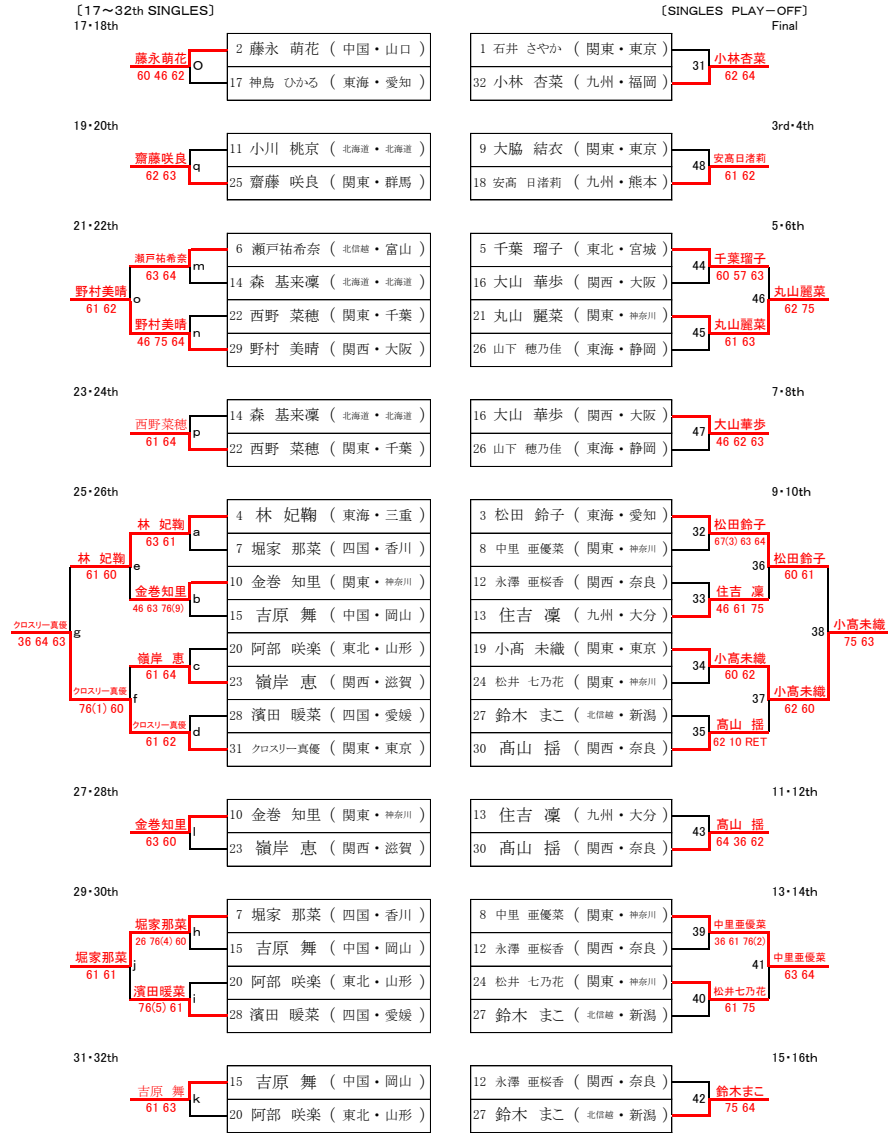 ［17～32th SINGLES］
17・18th
藤永萌花
60 46 62
O
2 藤永 萌花 （ 中国・山口 ）
17 神鳥 ひかる （ 東海・愛知 ）
19・20th
齋藤咲良
62 63
q
11 小川 桃京 （ 北海道・北海道 ）
25 齋藤 咲良 （ 関東・群馬 ）
21・22th
瀬戸祐希奈
63 64
m
野村美晴
61 62
o
野村美晴
46 75 64
n
6 瀬戸祐希奈 （ 北信越・富山 ）
14 森 基来凜 （ 北海道・北海道 ）
22 西野 菜穂 （ 関東・千葉 ）
29 野村 美晴 （ 関西・大阪 ）
23・24th
西野菜穂
61 64
p
14 森 基来凜 （ 北海道・北海道 ）
22 西野 菜穂 （ 関東・千葉 ）
25・26th
林 妃鞠
63 61
a
林 妃鞠
61 60
e
金巻知里
46 63 76(9)
b
クロスリー真優
36 64 63
g
嶺岸 恵
61 64
c
クロスリー真優
76(1) 60
f
クロスリー真優
61 62
d
4 林 妃鞠 （ 東海・三重 ）
7 堀家 那菜 （ 四国・香川 ）
10 金巻 知里 （ 関東・神奈川 ）
15 吉原 舞 （ 中国・岡山 ）
20 阿部 咲楽 （ 東北・山形 ）
23 嶺岸 恵 （ 関西・滋賀 ）
28 濱田 暖菜 （ 四国・愛媛 ）
31 クロスリー真優 （ 関東・東京 ）
27・28th
金巻知里
63 60
l
10 金巻 知里 （ 関東・神奈川 ）
23 嶺岸 恵 （ 関西・滋賀 ）
29・30th
堀家那菜
26 76(4) 60
h
堀家那菜
61 61
j
濱田暖菜
76(5) 61
i
7 堀家 那菜 （ 四国・香川 ）
15 吉原 舞 （ 中国・岡山 ）
20 阿部 咲楽 （ 東北・山形 ）
28 濱田 暖菜 （ 四国・愛媛 ）
31・32th
吉原 舞
61 63
k
15 吉原 舞 （ 中国・岡山 ）
20 阿部 咲楽 （ 東北・山形 ）
［SINGLES PLAY－OFF］
Final
1 石井 さやか （ 関東・東京 ）
32 小林 杏菜 （ 九州・福岡 ）
31
小林杏菜
62 64
3rd・4th
9 大脇 結衣 （ 関東・東京 ）
18 安髙 日渚莉 （ 九州・熊本 ）
48
安髙日渚莉
61 62
5・6th
5 千葉 瑠子 （ 東北・宮城 ）
16 大山 華歩 （ 関西・大阪 ）
21 丸山 麗菜 （ 関東・神奈川 ）
26 山下 穂乃佳 （ 東海・静岡 ）
44
千葉瑠子
60 57 63
46
丸山麗菜
62 75
45
丸山麗菜
61 63
7・8th
16 大山 華歩 （ 関西・大阪 ）
26 山下 穂乃佳 （ 東海・静岡 ）
47
大山華歩
46 62 63
9・10th
3 松田 鈴子 （ 東海・愛知 ）
8 中里 亜優菜 （ 関東・神奈川 ）
12 永澤 亜桜香 （ 関西・奈良 ）
13 住吉 凜 （ 九州・大分 ）
19 小髙 未織 （ 関東・東京 ）
24 松井 七乃花 （ 関東・神奈川 ）
27 鈴木 まこ （ 北信越・新潟 ）
30 髙山 揺 （ 関西・奈良 ）
32
松田鈴子
67(3) 63 64
36
松田鈴子
60 61
33
住吉 凜
46 61 75
38
小髙未織
75 63
34
小髙未織
60 62
37
小髙未織
62 60
35
髙山 揺
62 10 RET
11・12th
13 住吉 凜 （ 九州・大分 ）
30 髙山 揺 （ 関西・奈良 ）
43
髙山 揺
64 36 62
13・14th
8 中里 亜優菜 （ 関東・神奈川 ）
12 永澤 亜桜香 （ 関西・奈良 ）
24 松井 七乃花 （ 関東・神奈川 ）
27 鈴木 まこ （ 北信越・新潟 ）
39
中里亜優菜
36 61 76(2)
41
中里亜優菜
63 64
40
松井七乃花
61 75
15・16th
12 永澤 亜桜香 （ 関西・奈良 ）
27 鈴木 まこ （ 北信越・新潟 ）
42
鈴木まこ
75 64